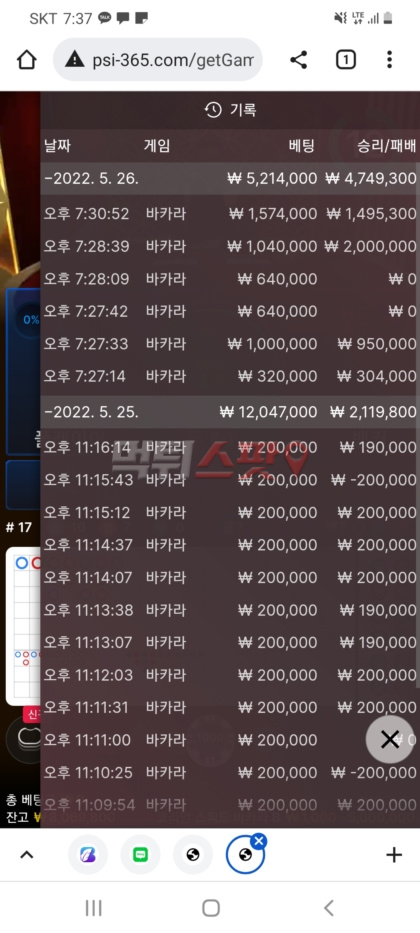 SKT 7:37 LTE
psi-365.com/getGam 1
기록
날짜 게임 베팅 승리/패배
–2022. 5. 26. ₩ 5,214,000 ₩ 4,749,300
오후 7:30:52 바카라 ₩ 1,574,000 ₩ 1,495,300
오후 7:28:39 바카라 ₩ 1,040,000 ₩ 2,000,000
오후 7:28:09 바카라 ₩ 640,000 ₩ 0
오후 7:27:42 바카라 ₩ 640,000 ₩ 0
오후 7:27:33 바카라 ₩ 1,000,000 ₩ 950,000
0%
오후 7:27:14 바카라 ₩ 320,000 ₩ 304,000
–2022. 5. 25. ₩ 12,047,000 ₩ 2,119,800
오후 11:16:14 바카라 ₩ 200,000 ₩ 190,000
먹튀스팟
오후 11:15:43 바카라 ₩ 200,000 ₩ -200,000
오후 11:15:12 바카라 ₩ 200,000 ₩ 200,000
# 17
오후 11:14:37 바카라 ₩ 200,000 ₩ 200,000
오후 11:14:07 바카라 ₩ 200,000 ₩ 200,000
오후 11:13:38 바카라 ₩ 200,000 ₩ 190,000
오후 11:13:07 바카라 ₩ 200,000 ₩ 190,000
오후 11:12:03 바카라 ₩ 200,000 ₩ 200,000
오후 11:11:31 바카라 ₩ 200,000 ₩ 200,000
오후 11:11:00 바카라 ₩ 200,000 0
오후 11:10:25 바카라 ₩ 200,000 ₩ -200,000
오후 11:09:54 바카라 ₩ 200,000 ₩ 200,000
총 베팅
잔고 ₩